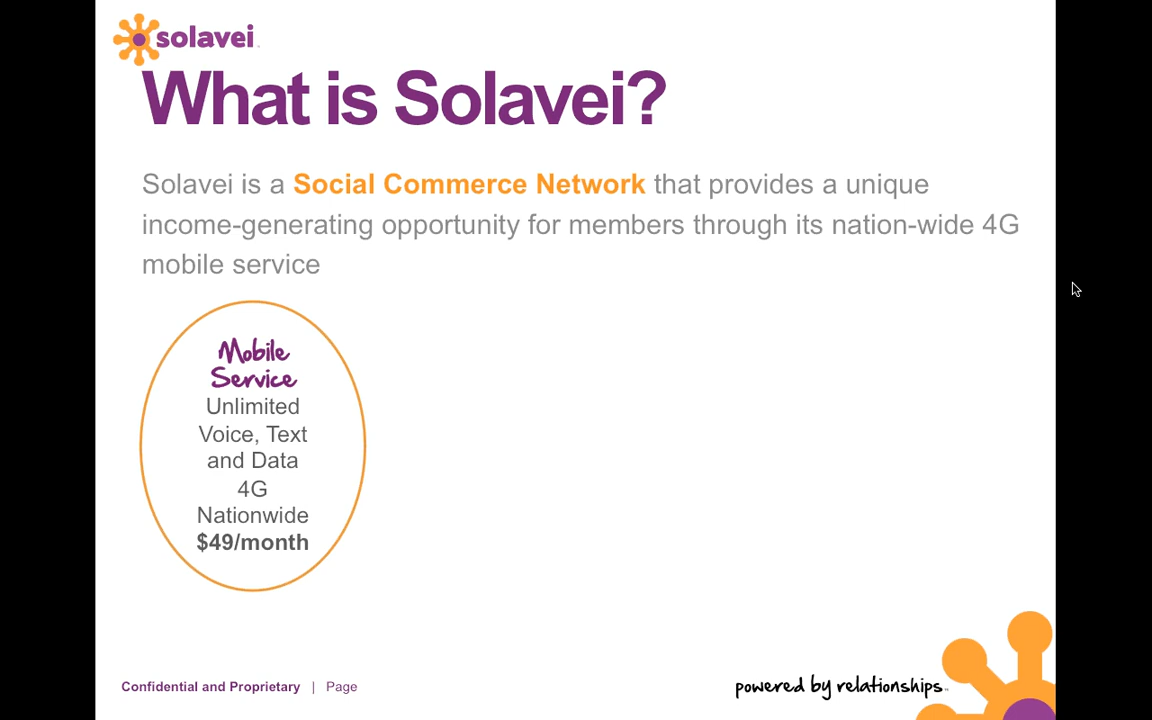 solavei
What is Solavei?
Solavei is a Social Commerce Network that provides a unique
income-generating opportunity for members through its nation-wide 4G
mobile service
Mobile
Service
Unlimited
Voice, Text
and Data
4G
Nationwide
$49/month
Confidential and Proprietary | Page
powered by relationships